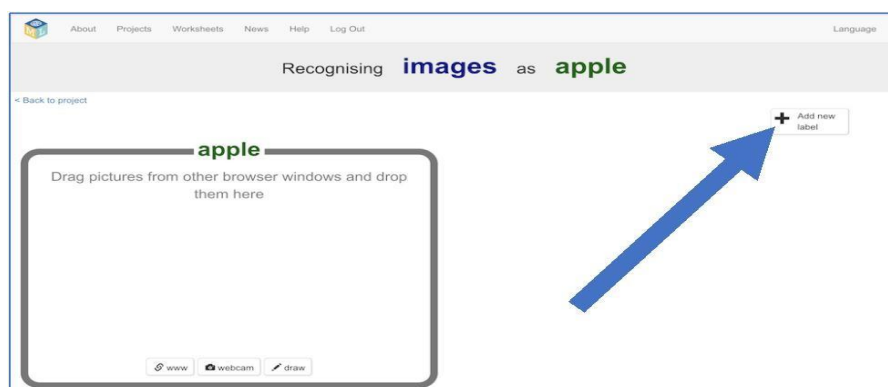 About Projects Worksheets News Help Log Out Language
Recognising images as apple
< Back to project
+ Add new
label
apple
Drag pictures from other browser windows and drop
them here
www webcam draw